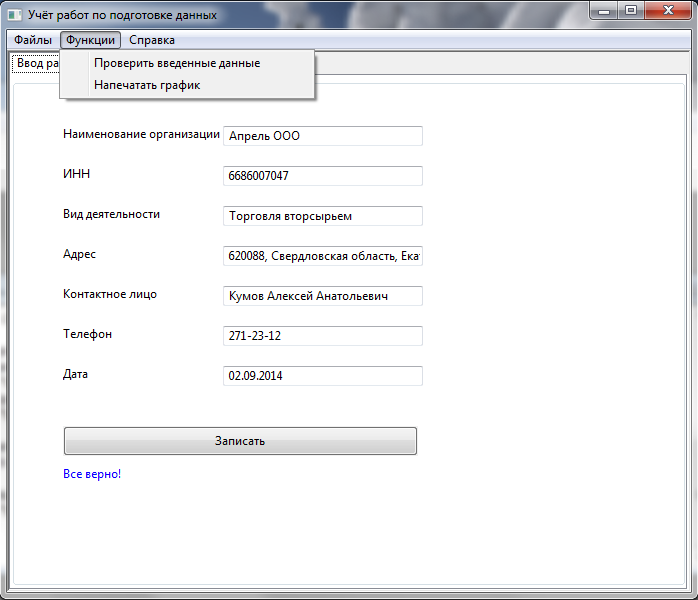 Учёт работ по подготовке данных
Файлы Функции Справка
Ввод
Проверить введенные данные
Напечатать график
Наименование организации Апрель ООО
ИНН 6686007047
Вид деятельности Торговля вторсырьем
Адрес 620088, Свердловская область, Ека
Контактное лицо Кумов Алексей Анатольевич
Телефон 271-23-12
Дата 02.09.2014
Записать
Все верно!